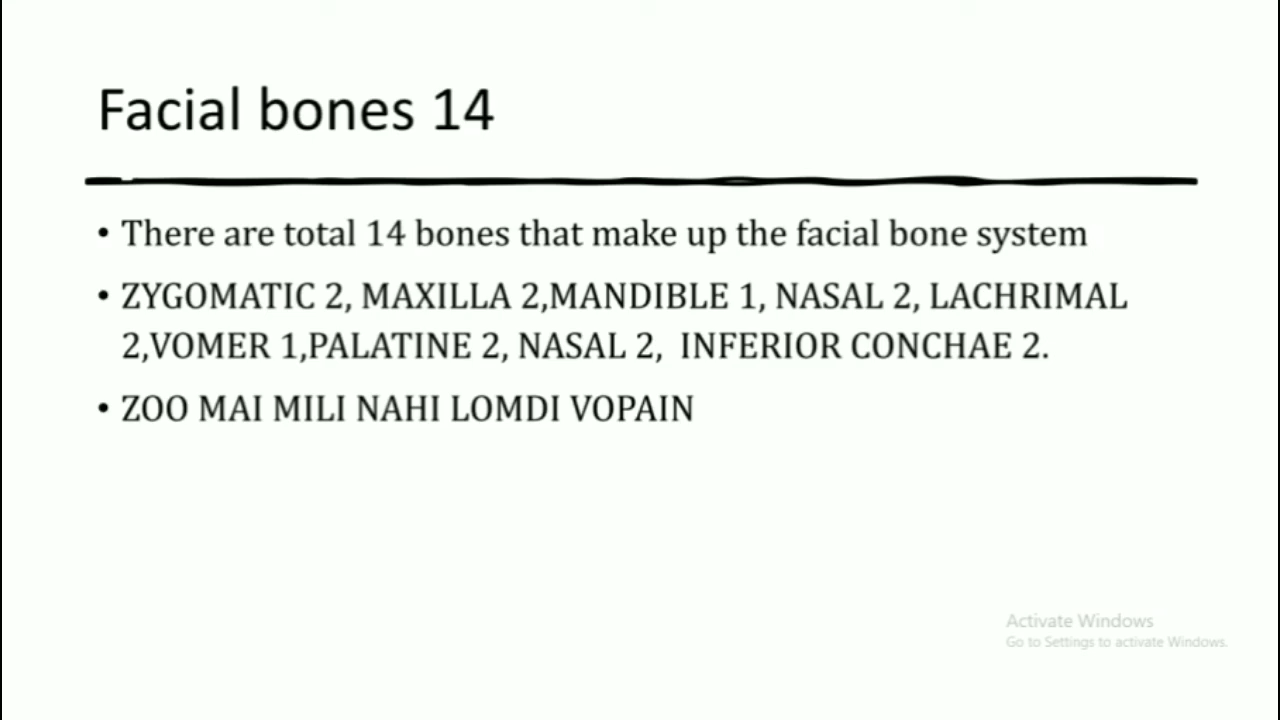 Facial bones 14
• There are total 14 bones that make up the facial bone system
• ZYGOMATIC 2, MAXILLA 2,MANDIBLE 1, NASAL 2, LACHRIMAL
2,VOMER 1,PALATINE 2, NASAL 2,  INFERIOR CONCHAE 2.
• ZOO MAI MILI NAHI LOMDI VOPAIN
Activate Windows
Go to Settings to activate Windows.